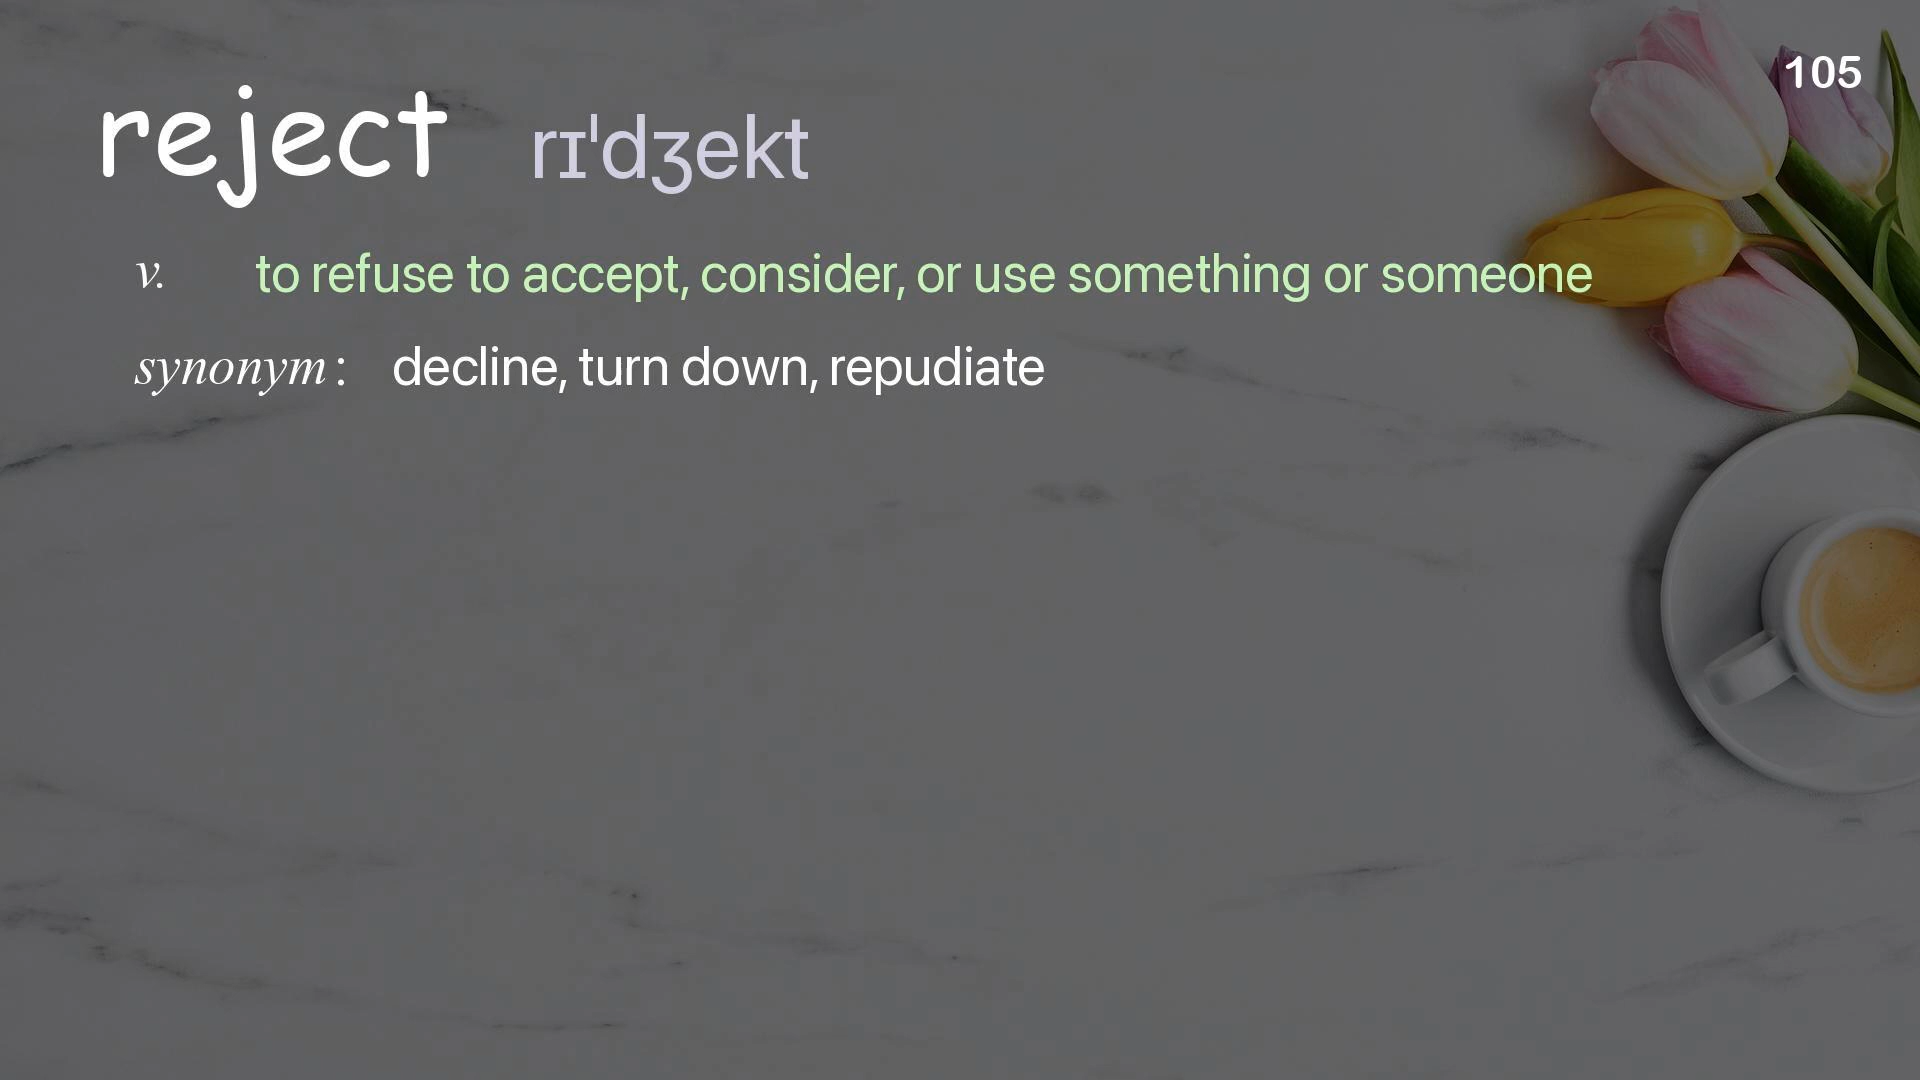 105
reject rɪˈdʒekt
v. to refuse to accept, consider, or use something or someone
synonym : decline, turn down, repudiate